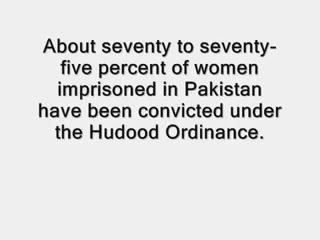 About seventy to seventy-
five percent of women
imprisoned in Pakistan
have been convicted under
the Hudood Ordinance.